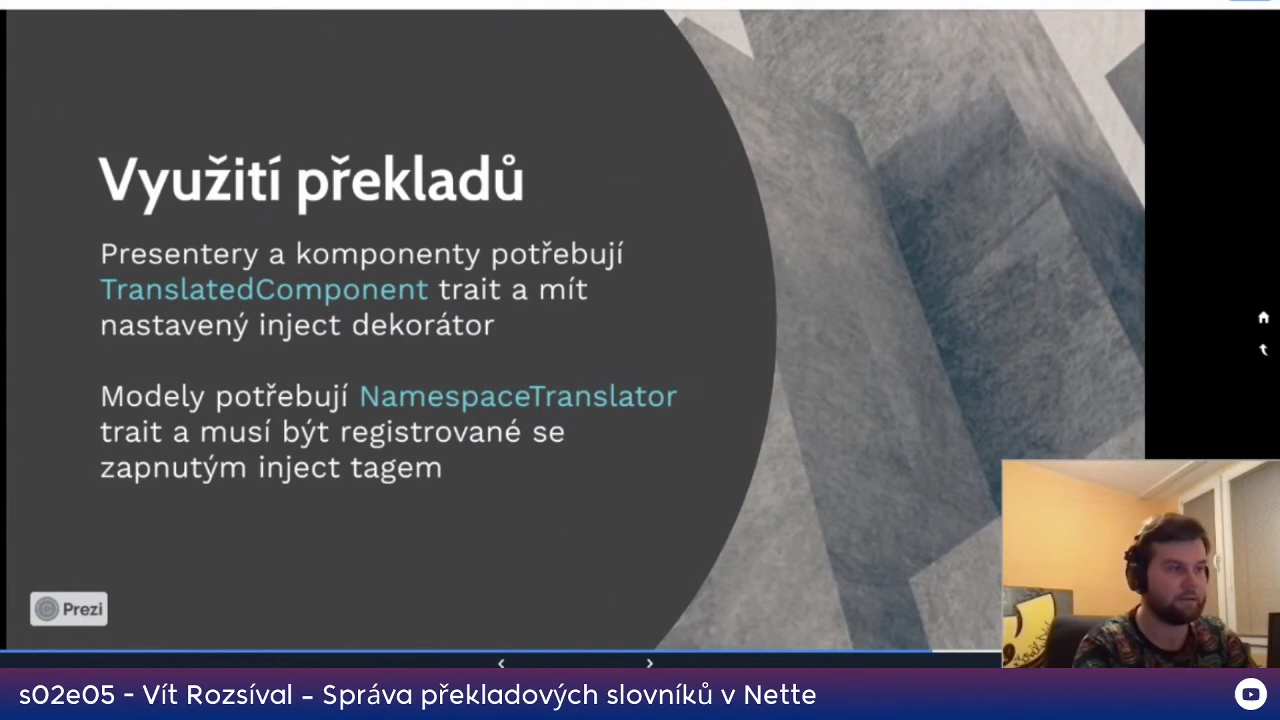 Využití překladů
Presentery a komponenty potřebují
TranslatedComponent trait a mít
nastavený inject dekorátor
Modely potřebují NamespaceTranslator
trait a musí být registrované se
zapnutým inject tagem
Prezi
s02e05 - Vít Rozsíval - Správa překladových slovníků v Nette